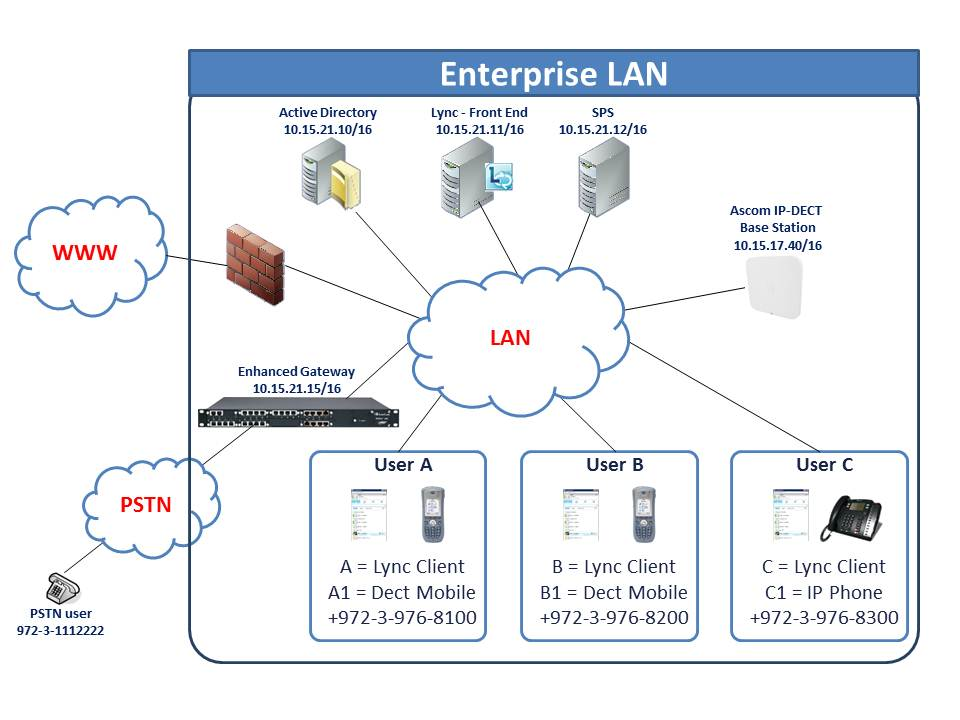 Enterprise LAN
Active Directory
10.15.21.10/16
Lync - Front End
10.15.21.11/16
SPS
10.15.21.12/16
Ascom IP-DECT
Base Station
10.15.17.40/16
WWW
LAN
Enhanced Gateway
10.15.21.15/16
PSTN
PSTN user
972-3-1112222
User A
A = Lync Client
A1 = Dect Mobile
+972-3-976-8100
User B
B = Lync Client
B1 = Dect Mobile
+972-3-976-8200
User C
C = Lync Client
C1 = IP Phone
+972-3-976-8300